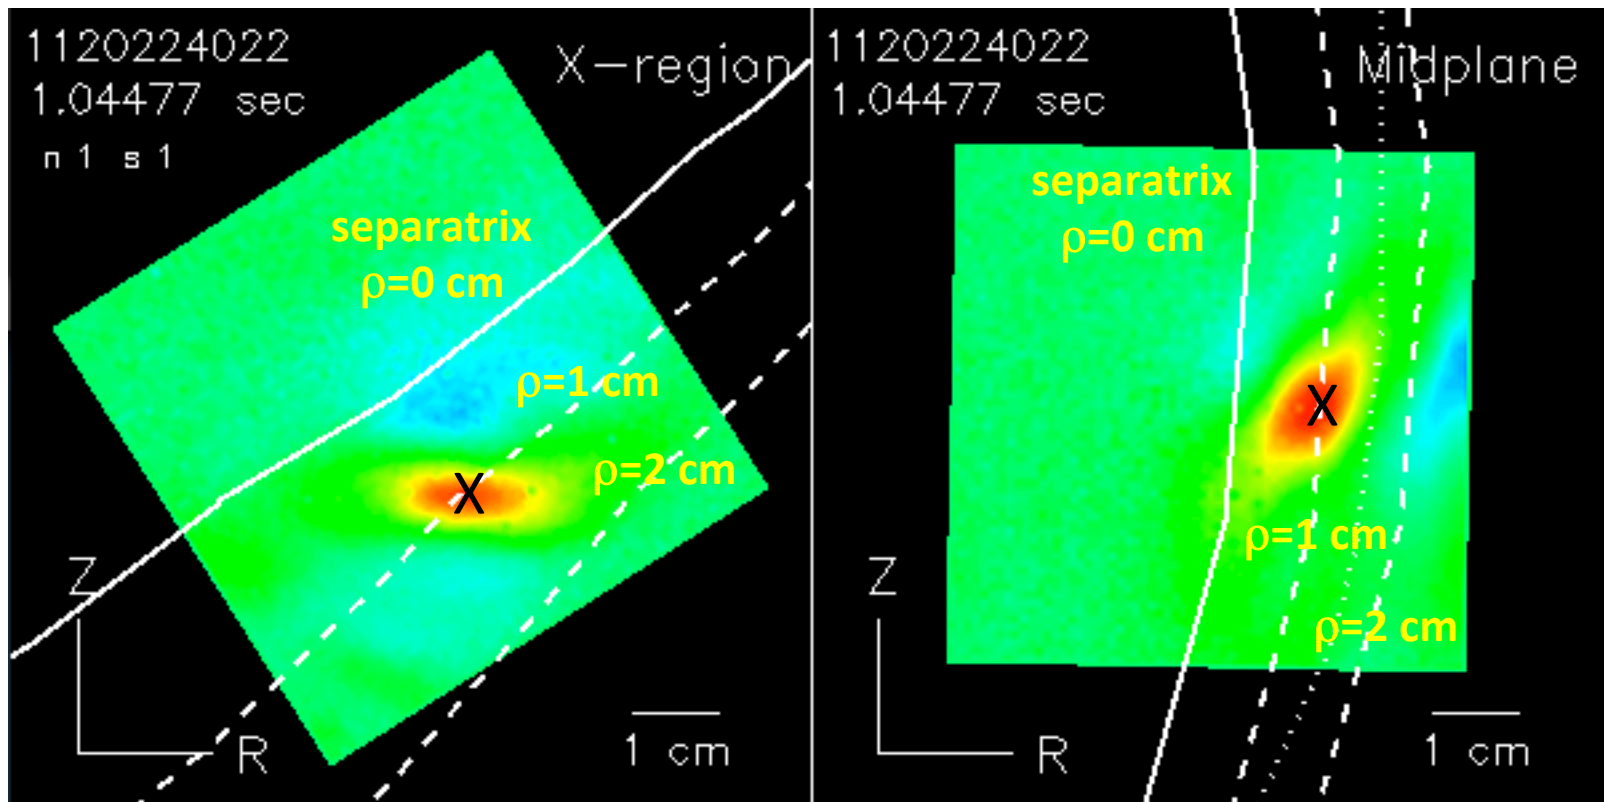 1120224022
1.04477 sec
n 1 s 1
X-region
separatrix
ρ=0 cm
ρ=1 cm
X
ρ=2 cm
Z
R
1 cm
1120224022
1.04477 sec
Midplane
separatrix
ρ=0 cm
X
ρ=1 cm
ρ=2 cm
Z
R
1 cm